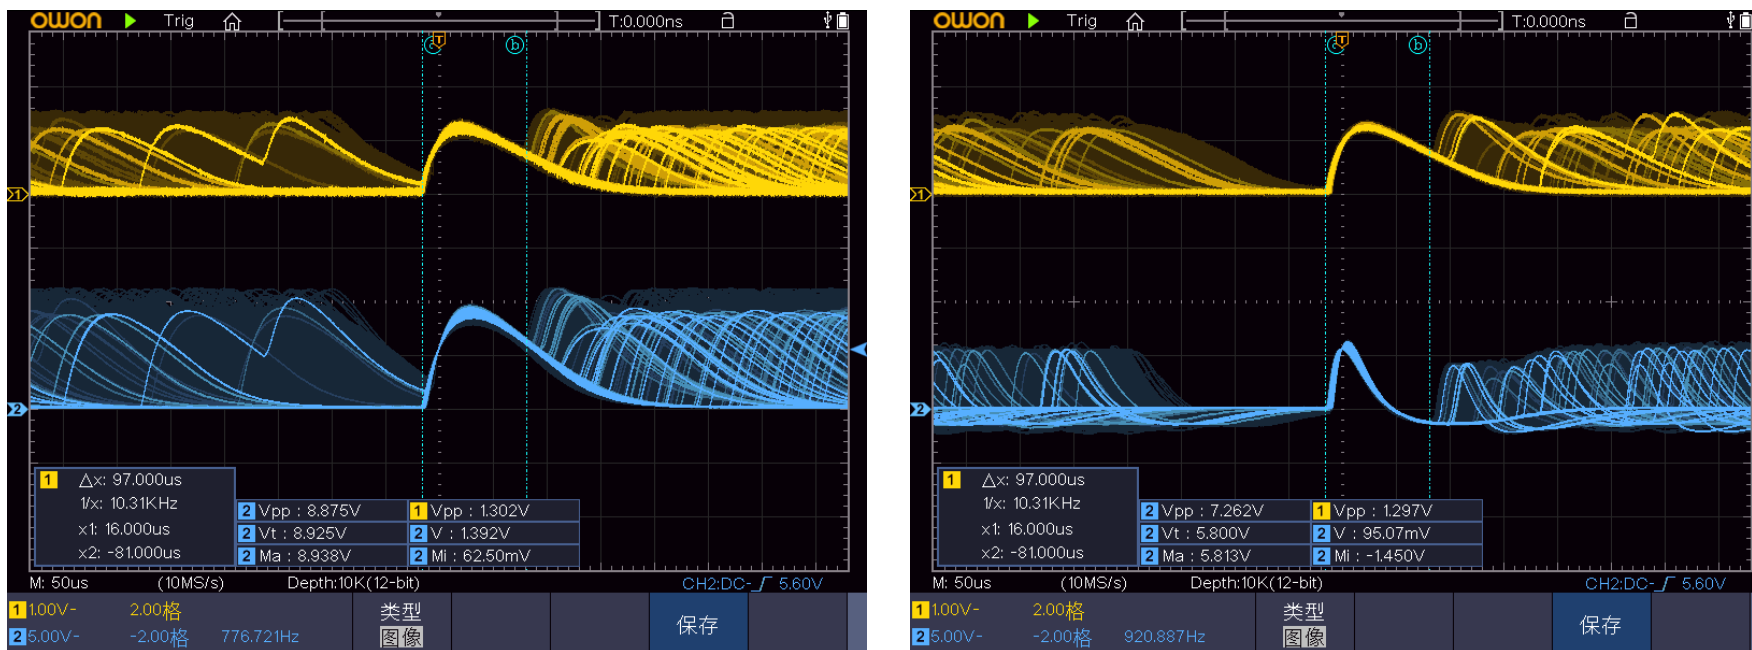 owon Trig T:0.000ns
T b
1
2
1 △x: 97.000us
1/x: 10.31KHz
x1: 16.000us
x2: -81.000us
2 Vpp : 8.875V 1 Vpp : 1.302V
2 Vt : 8.925V 2 V : 1.392V
2 Ma : 8.938V 2 Mi : 62.50mV
M: 50us (10MS/s) Depth:10K(12-bit) CH2:DC- 5.60V
1 1.00V- 2.00格
2 5.00V- -2.00格 776.721Hz
类型
图像
保存
owon Trig T:0.000ns
T b
1
2
1 △x: 97.000us
1/x: 10.31KHz
x1: 16.000us
x2: -81.000us
2 Vpp : 7.262V 1 Vpp : 1.297V
2 Vt : 5.800V 2 V : 95.07mV
2 Ma : 5.813V 2 Mi : -1.450V
M: 50us (10MS/s) Depth:10K(12-bit) CH2:DC- 5.60V
1 1.00V- 2.00格
2 5.00V- -2.00格 920.887Hz
类型
图像
保存